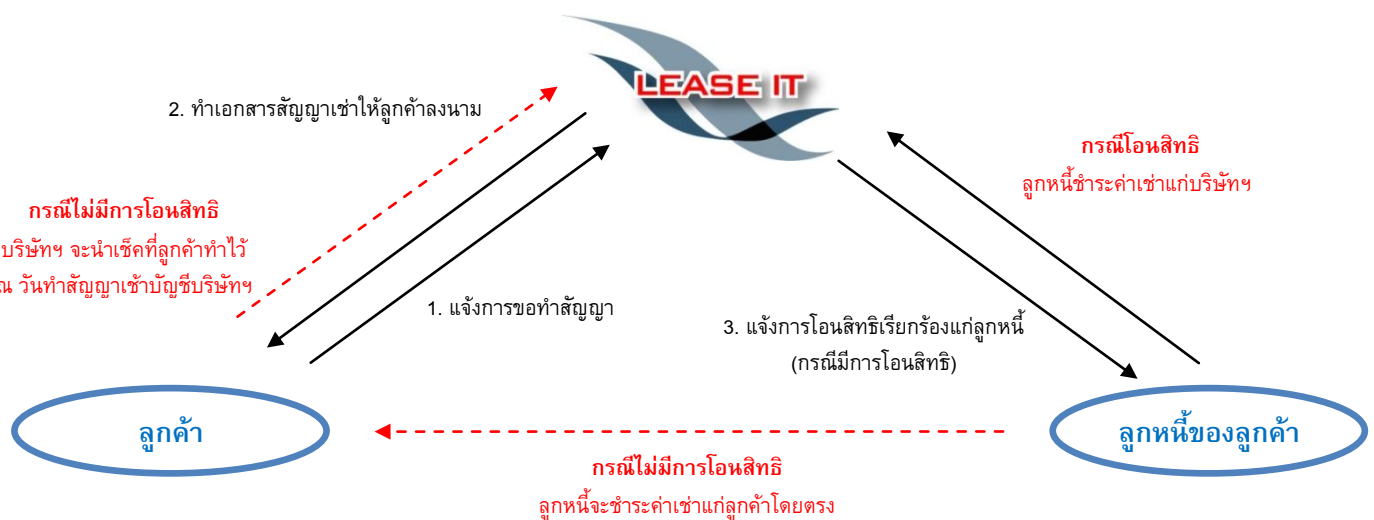 LEASE IT
2. ทำเอกสารสัญญาเช่าให้ลูกค้าลงนาม
กรณีโอนสิทธิ
ลูกหนี้ชำระค่าเช่าแก่บริษัทฯ
กรณีไม่มีการโอนสิทธิ
บริษัทฯ จะนำเช็คที่ลูกค้าทำไว้
ณ วันทำสัญญาเช้าบัญชีบริษัทฯ
1. แจ้งการขอทำสัญญา
3. แจ้งการโอนสิทธิเรียกร้องแก่ลูกหนี้
(กรณีมีการโอนสิทธิ)
ลูกค้า
ลูกหนี้ของลูกค้า
กรณีไม่มีการโอนสิทธิ
ลูกหนี้จะชำระค่าเช่าแก่ลูกค้าโดยตรง